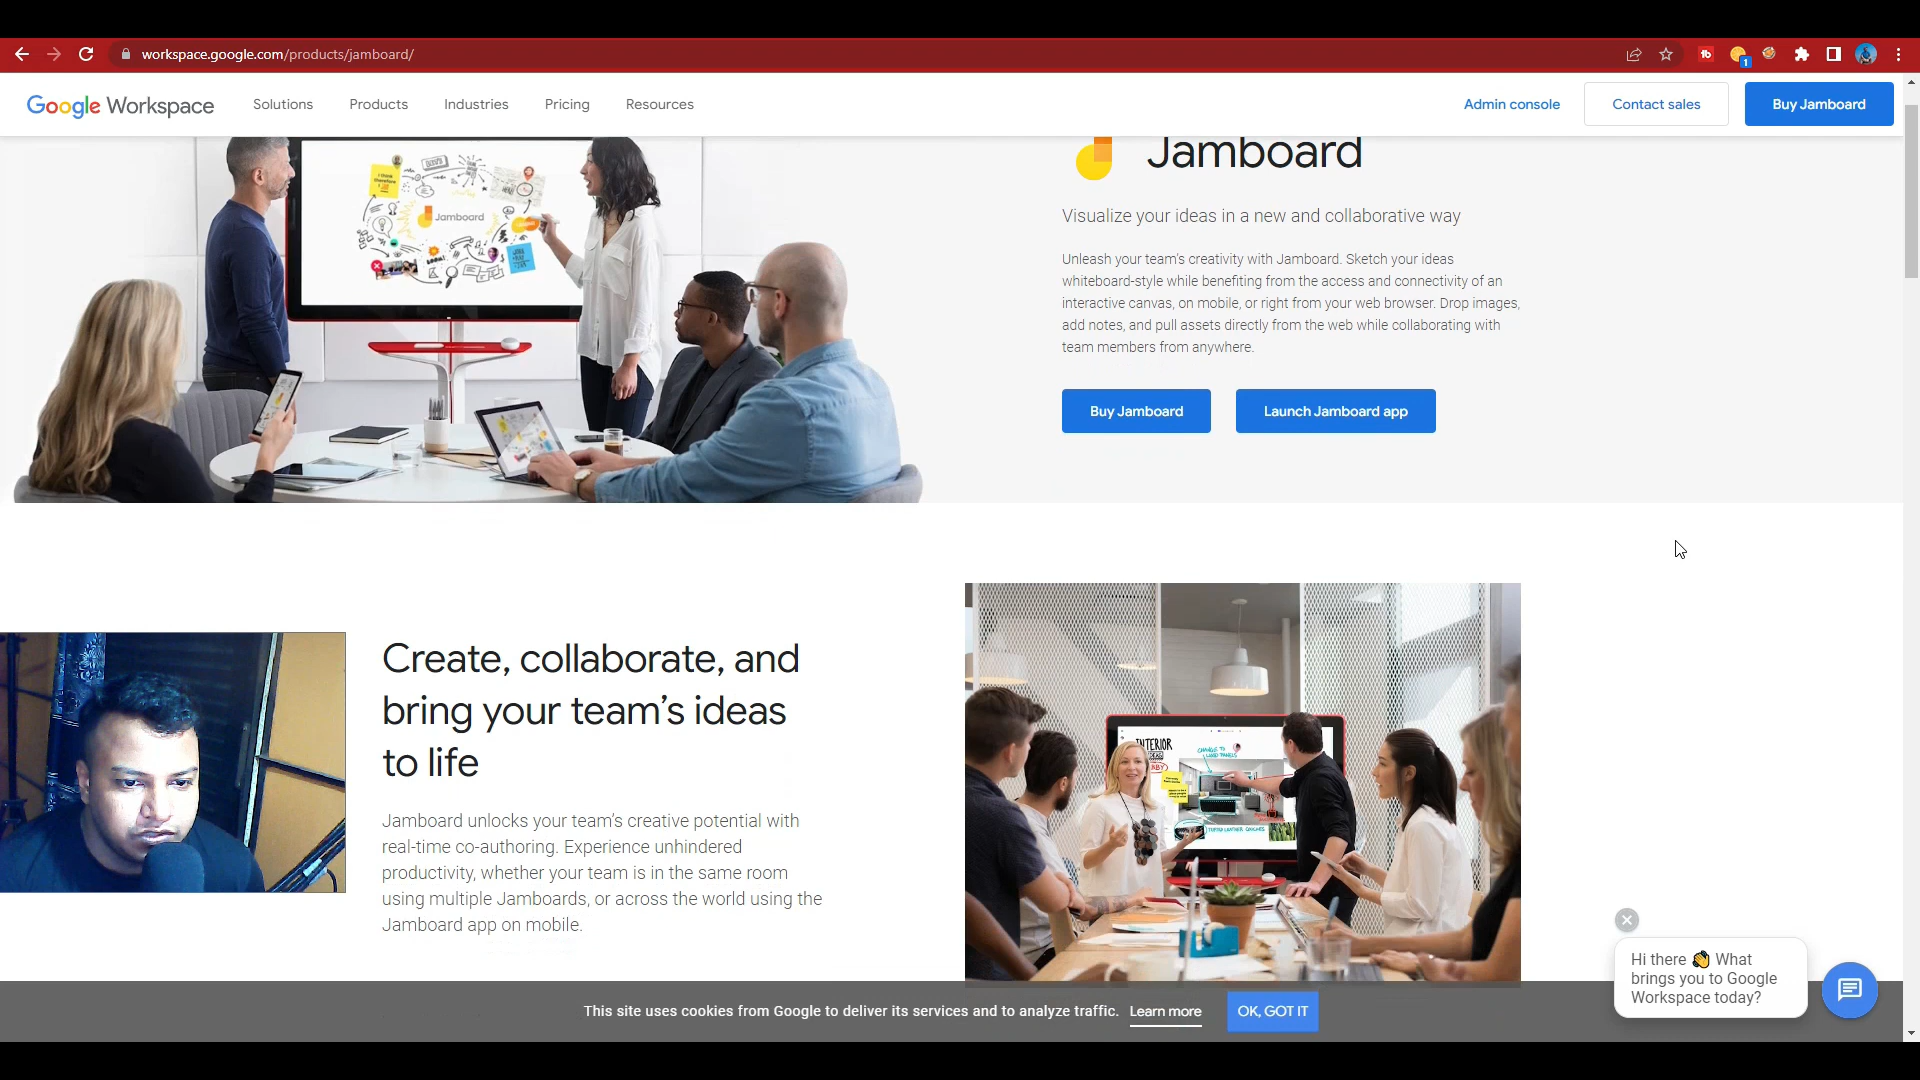 workspace.google.com/products/jamboard/
1
Google Workspace
Solutions
Products
Industries
Pricing
Resources
Admin console
Contact sales
Buy Jamboard
Jamboard
Jamboard
Visualize your ideas in a new and collaborative way
Unleash your team's creativity with Jamboard. Sketch your ideas
whiteboard-style while benefiting from the access and connectivity of an
interactive canvas, on mobile, or right from your web browser. Drop images,
add notes, and pull assets directly from the web while collaborating with
team members from anywhere.
Buy Jamboard
Launch Jamboard app
Create, collaborate, and
bring your team's ideas
to life
Jamboard unlocks your team's creative potential with
real-time co-authoring. Experience unhindered
productivity, whether your team is in the same room
using multiple Jamboards, or across the world using the
Jamboard app on mobile.
INTERIOR
CHANGE TO
Hi there 👋 What
brings you to Google
Workspace today?
This site uses cookies from Google to deliver its services and to analyze traffic.
Learn more
OK, GOT IT